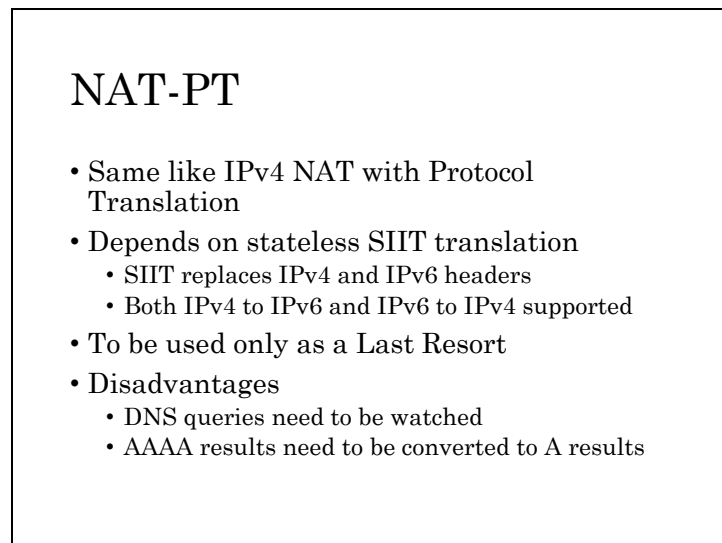 NAT-PT
• Same like IPv4 NAT with Protocol
Translation
• Depends on stateless SIIT translation
• SIIT replaces IPv4 and IPv6 headers
• Both IPv4 to IPv6 and IPv6 to IPv4 supported
• To be used only as a Last Resort
• Disadvantages
• DNS queries need to be watched
• AAAA results need to be converted to A results